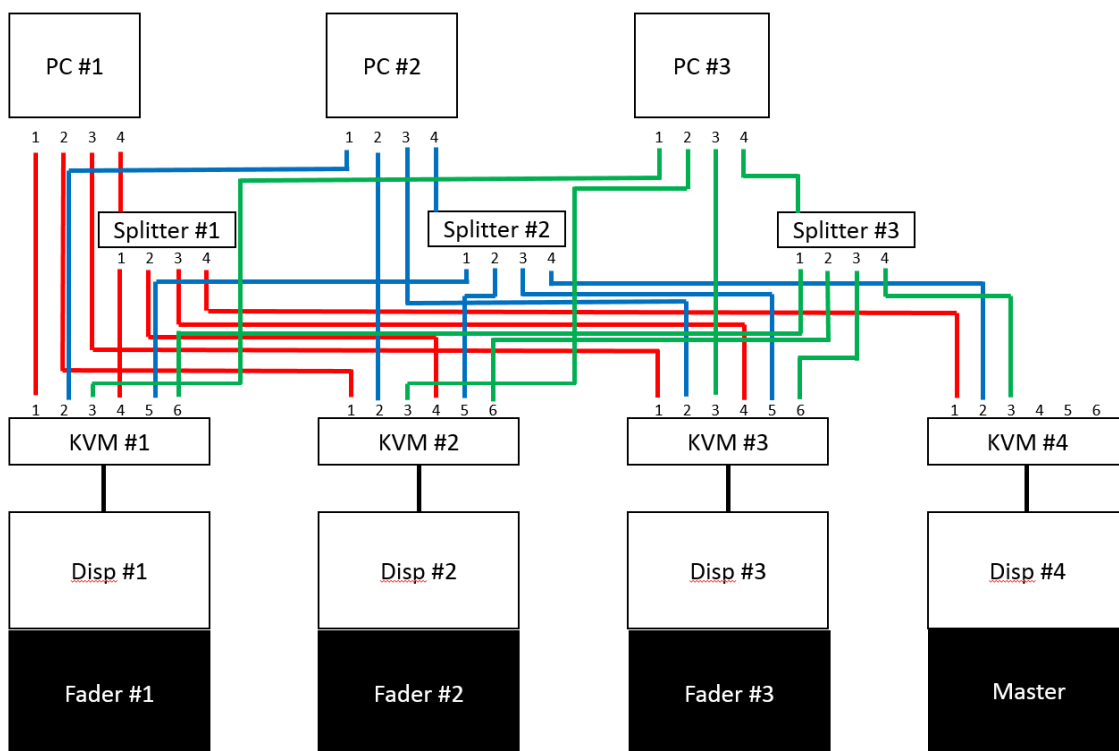 PC #1 PC #2 PC #3
1 2 3 4 1 2 3 4 1 2 3 4
Splitter #1 Splitter #2 Splitter #3
1 2 3 4 1 2 3 4 1 2 3 4
1 2 3 4 5 6 1 2 3 4 5 6 1 2 3 4 5 6 1 2 3 4 5 6
KVM #1 KVM #2 KVM #3 KVM #4
Disp #1 Disp #2 Disp #3 Disp #4
Fader #1 Fader #2 Fader #3 Master